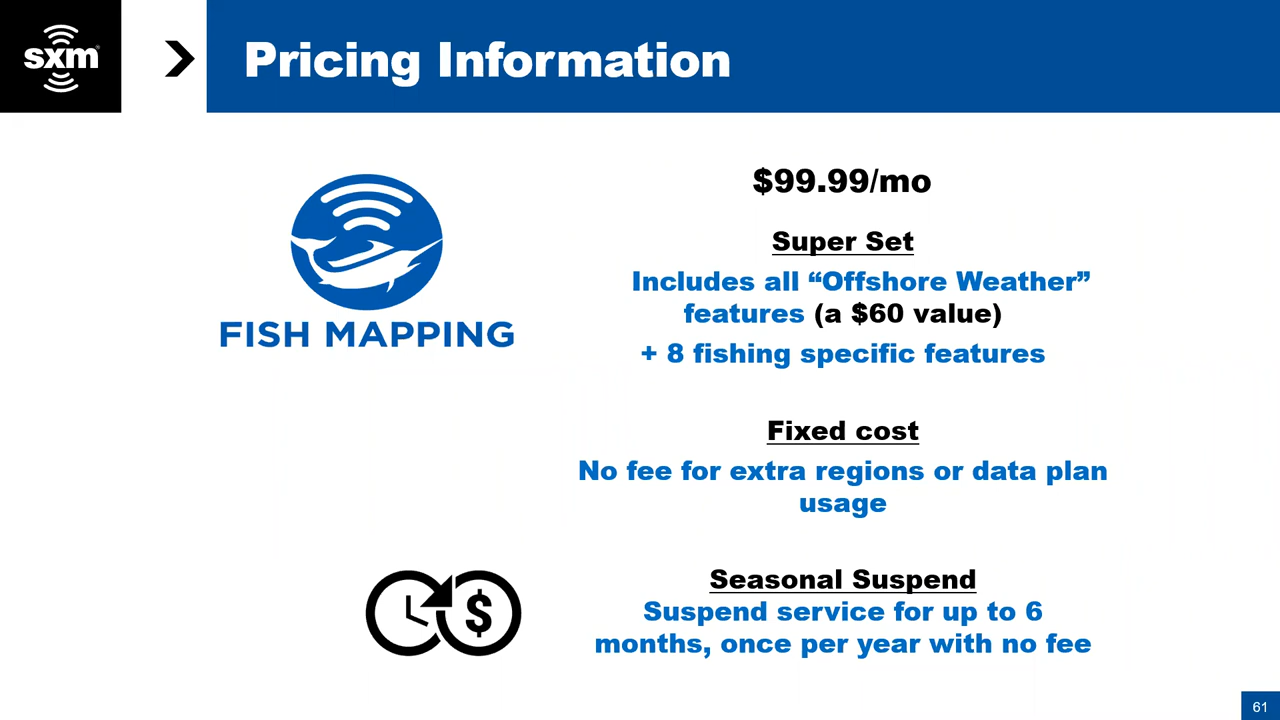 sxm
Pricing Information
FISH MAPPING
$99.99/mo
Super Set
Includes all “Offshore Weather”
features (a $60 value)
+ 8 fishing specific features
Fixed cost
No fee for extra regions or data plan
usage
$
Seasonal Suspend
Suspend service for up to 6
months, once per year with no fee
61